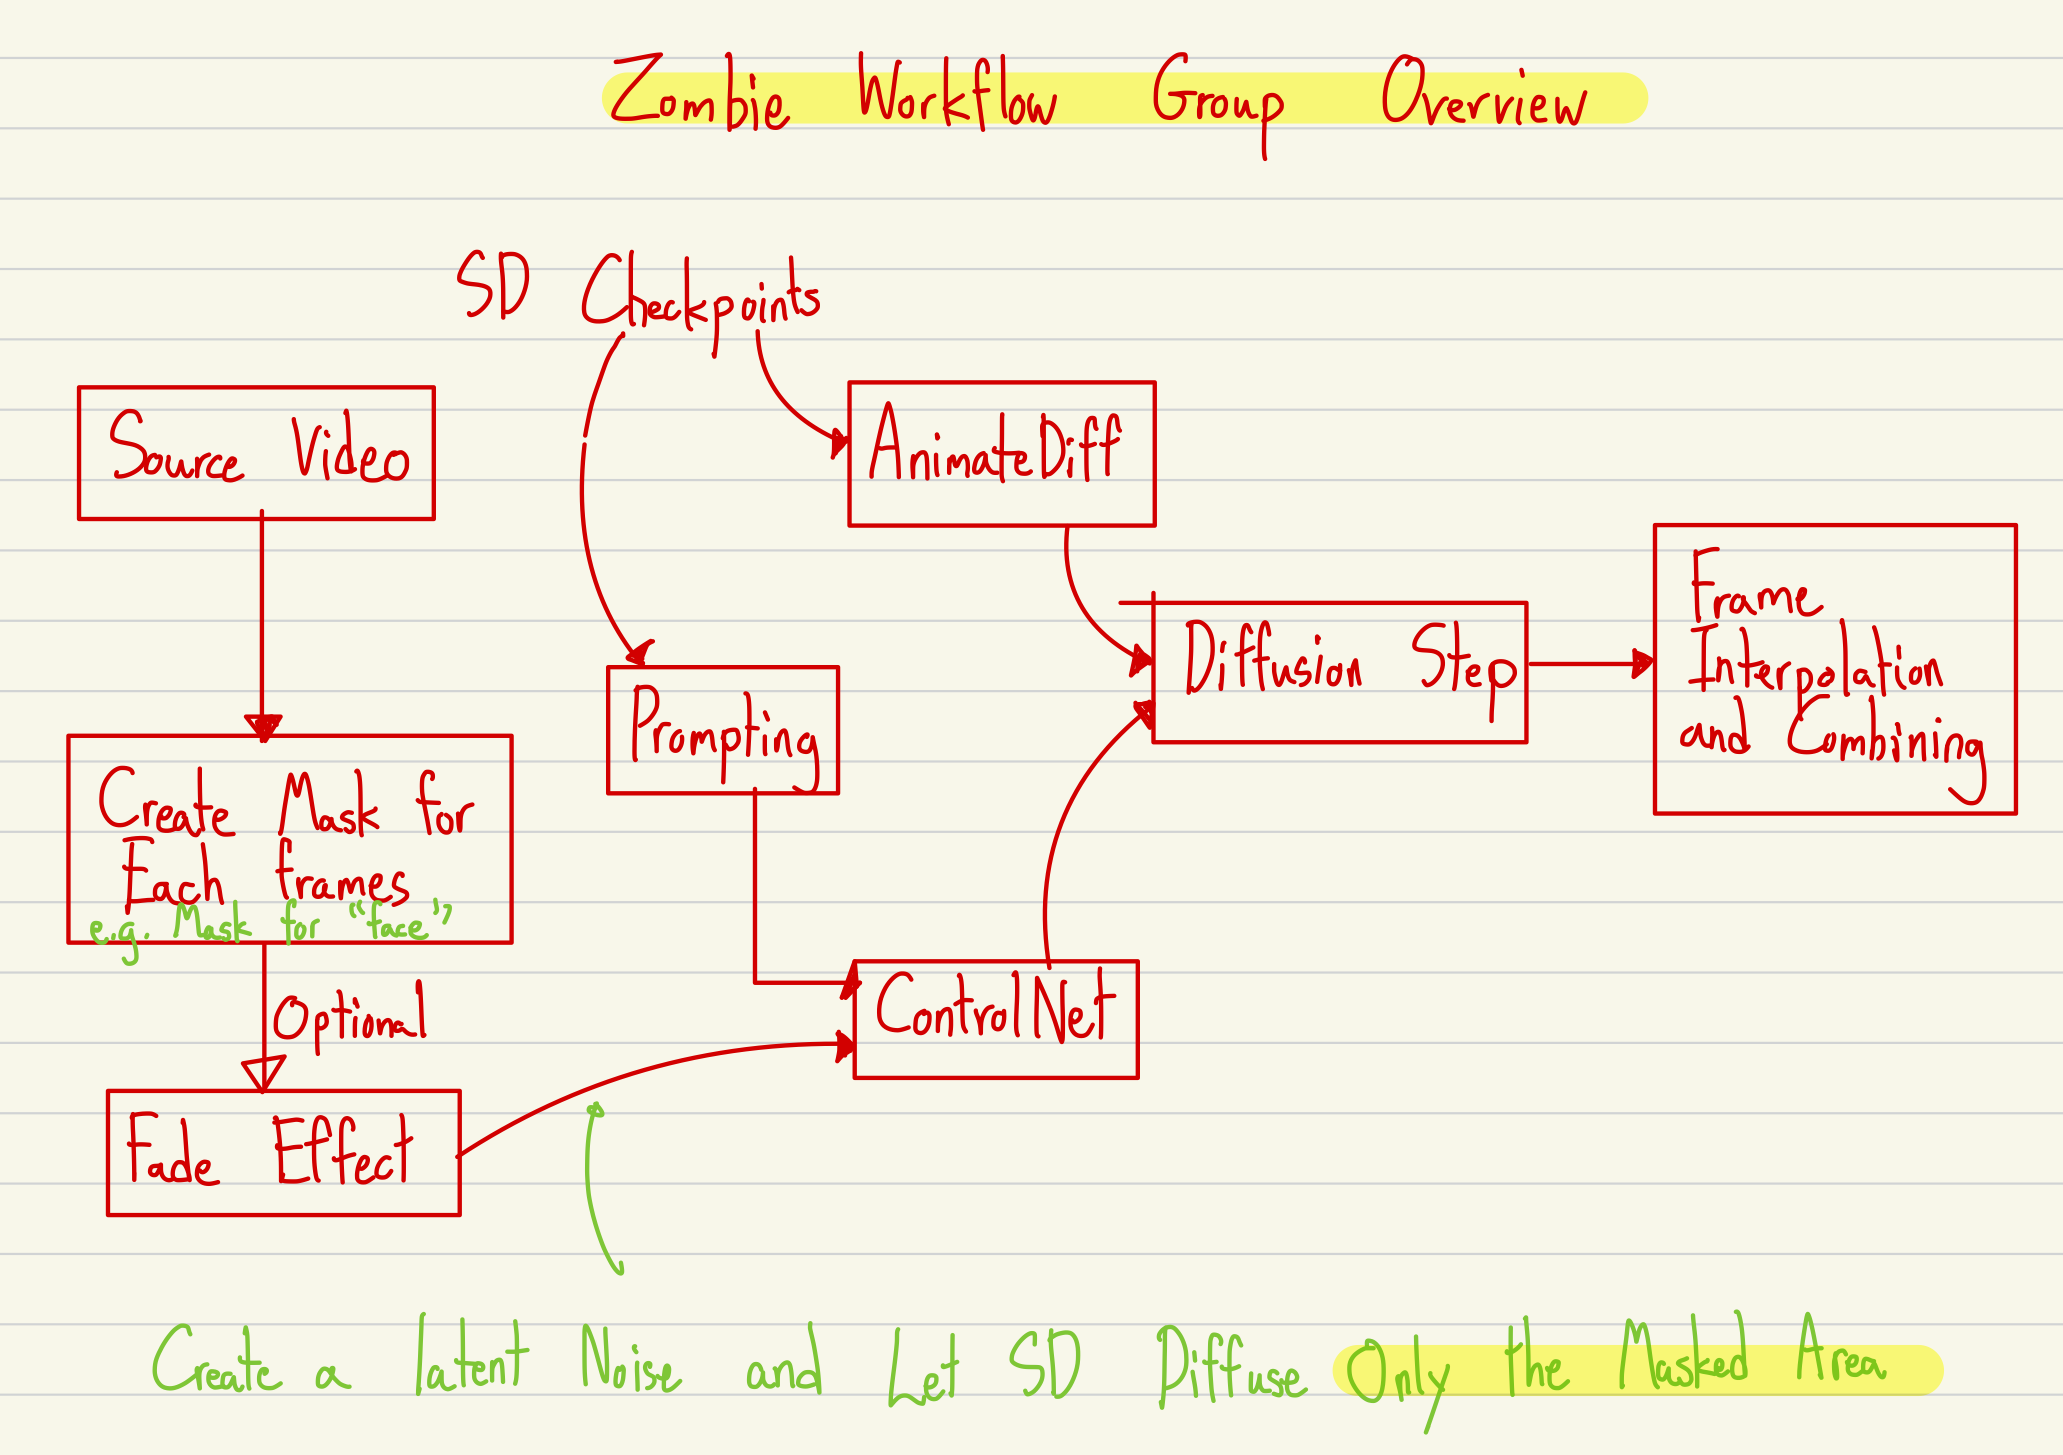 Zombie Workflow Group Overview
SD Checkpoints
Source Video
AnimateDiff
Frame
Interpolation
and Combining
Diffusion Step
Prompting
Create Mask for
Each frames
e.g. Mask for "face"
Optional
ControlNet
Fade Effect
Create a latent Noise and Let SD Diffuse Only the Masked Area